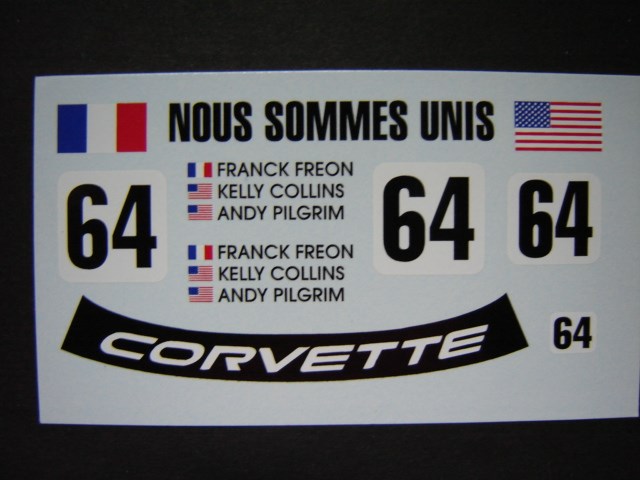 NOUS SOMMES UNIS
64
FRANCK FREON
KELLY COLLINS
ANDY PILGRIM
64
64
FRANCK FREON
KELLY COLLINS
ANDY PILGRIM
CORVETTE
64